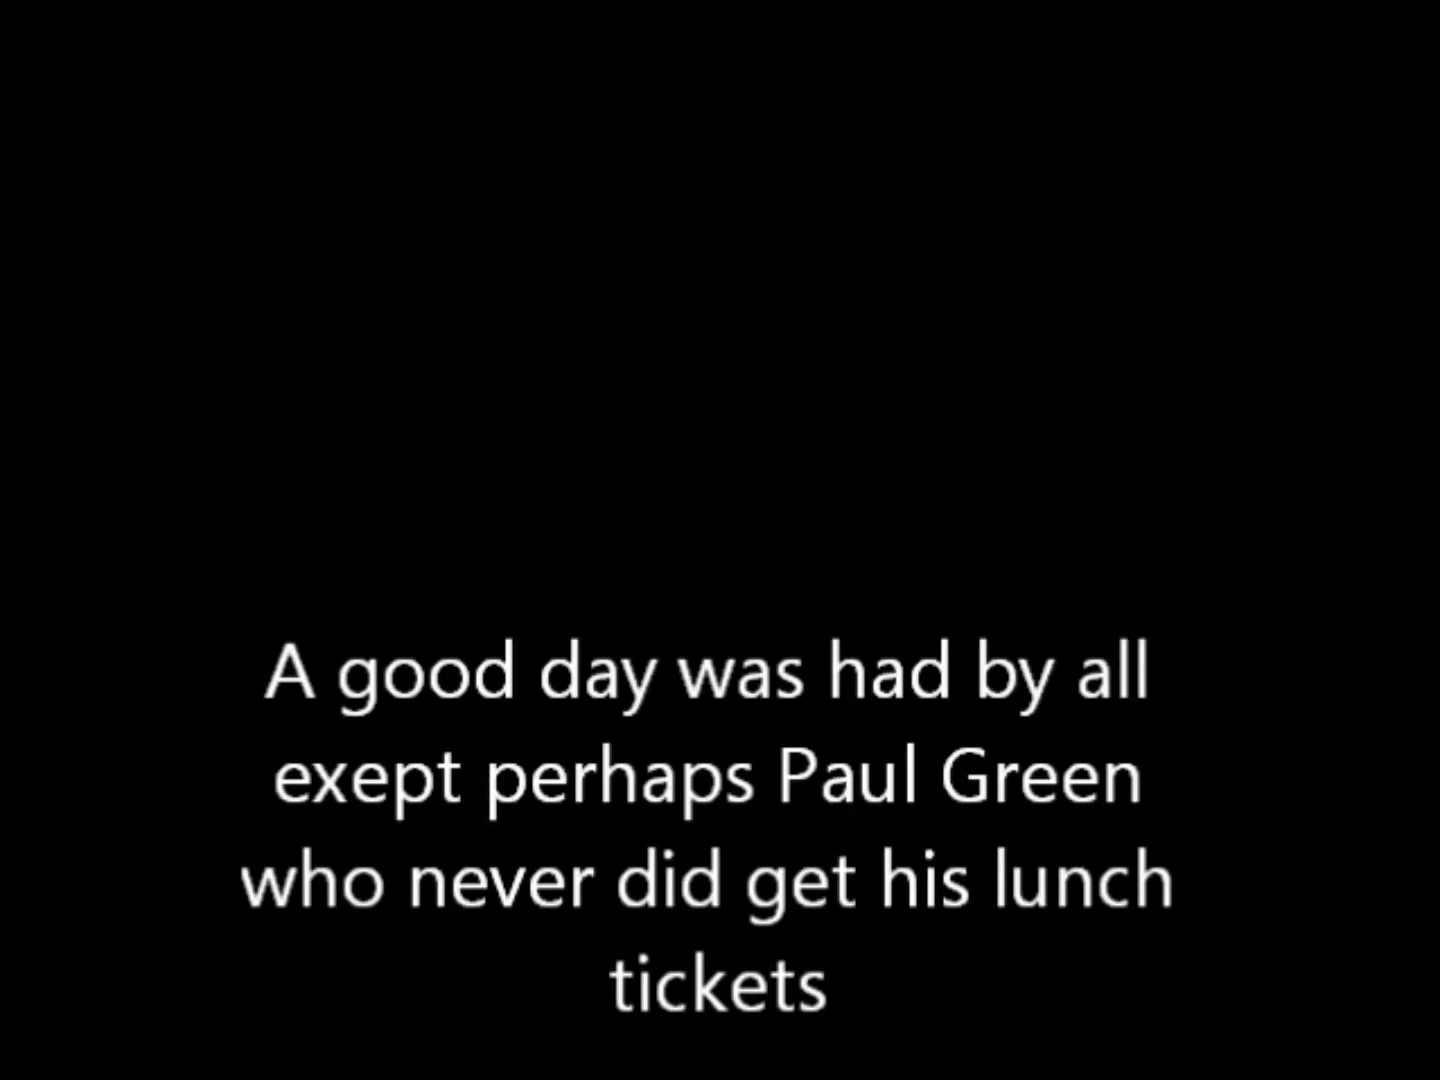 A good day was had by all
exept perhaps Paul Green
who never did get his lunch
tickets